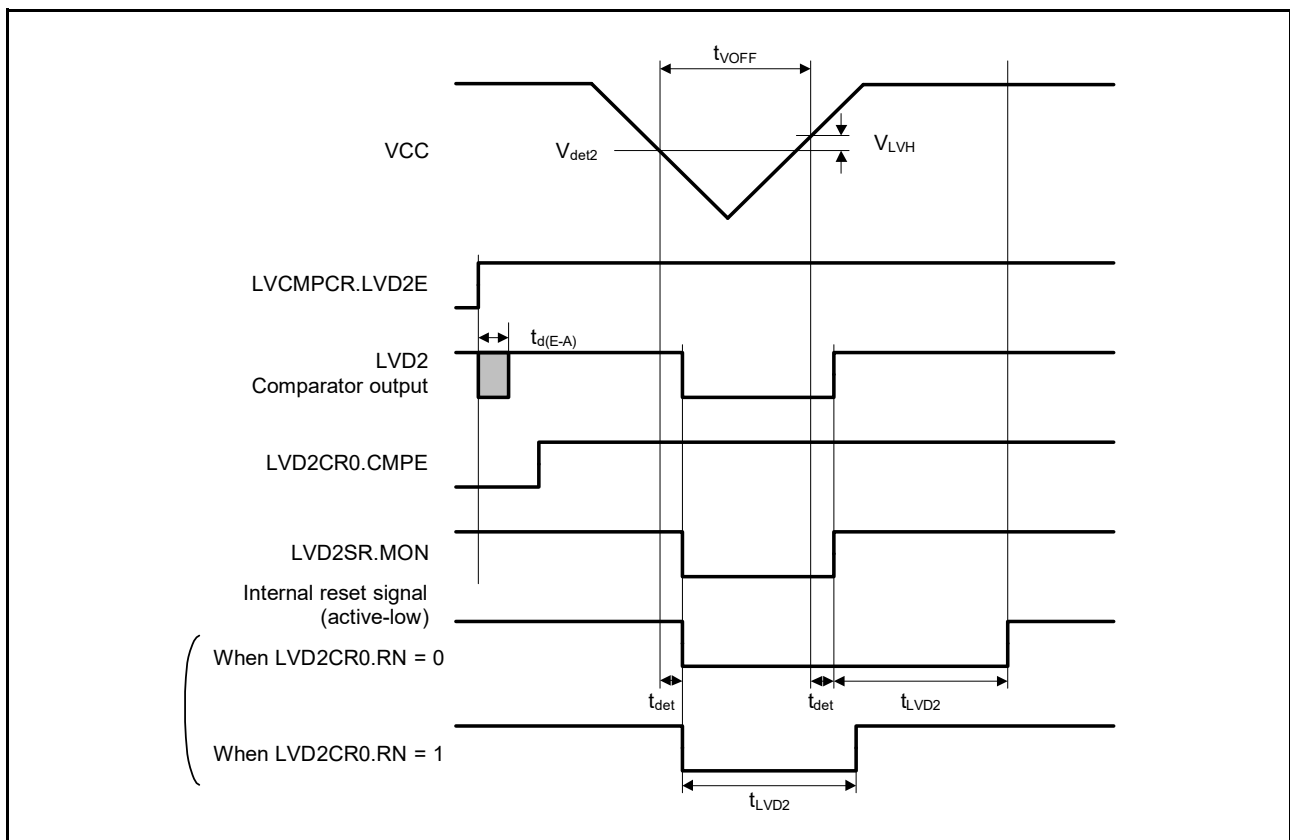 tVOFF
VCC
Vdet2
VLVH
LVCMPCR.LVD2E
td(E-A)
LVD2
Comparator output
LVD2CR0.CMPE
LVD2SR.MON
Internal reset signal
(active-low)
When LVD2CR0.RN = 0
tdet
tdet
tLVD2
When LVD2CR0.RN = 1
tLVD2